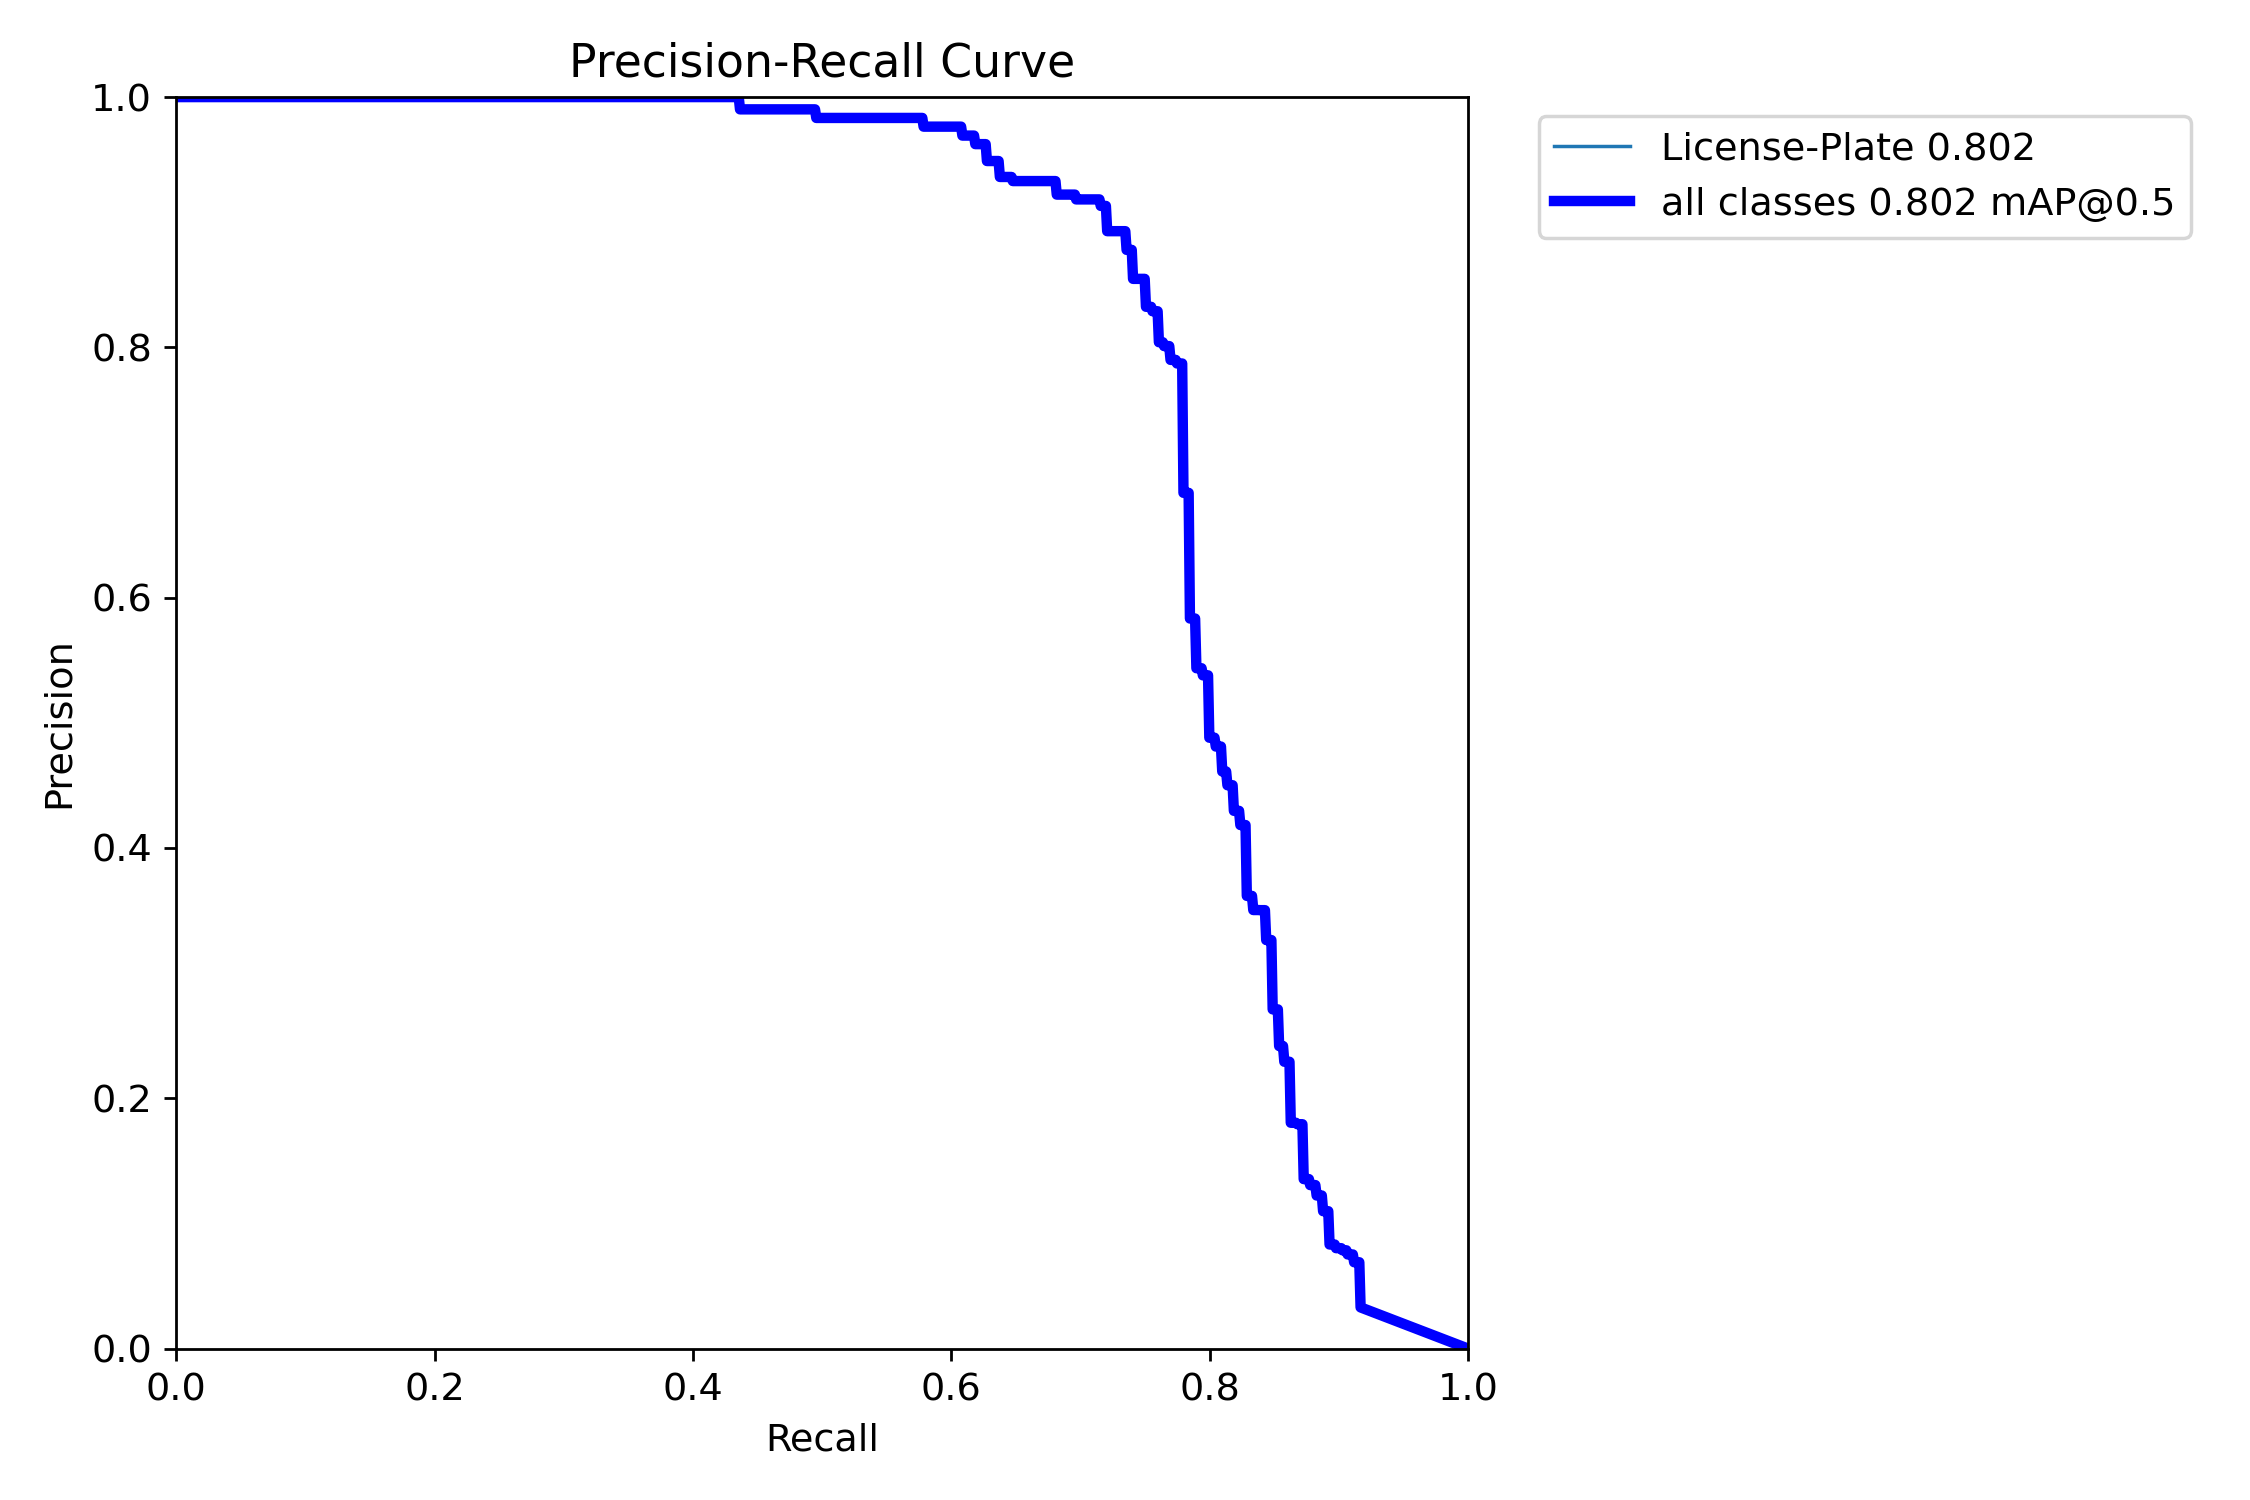 Precision-Recall Curve
License-Plate 0.802
all classes 0.802 mAP@0.5
1.0
0.8
0.6
0.4
0.2
0.0
Precision
0.0 0.2 0.4 0.6 0.8 1.0
Recall